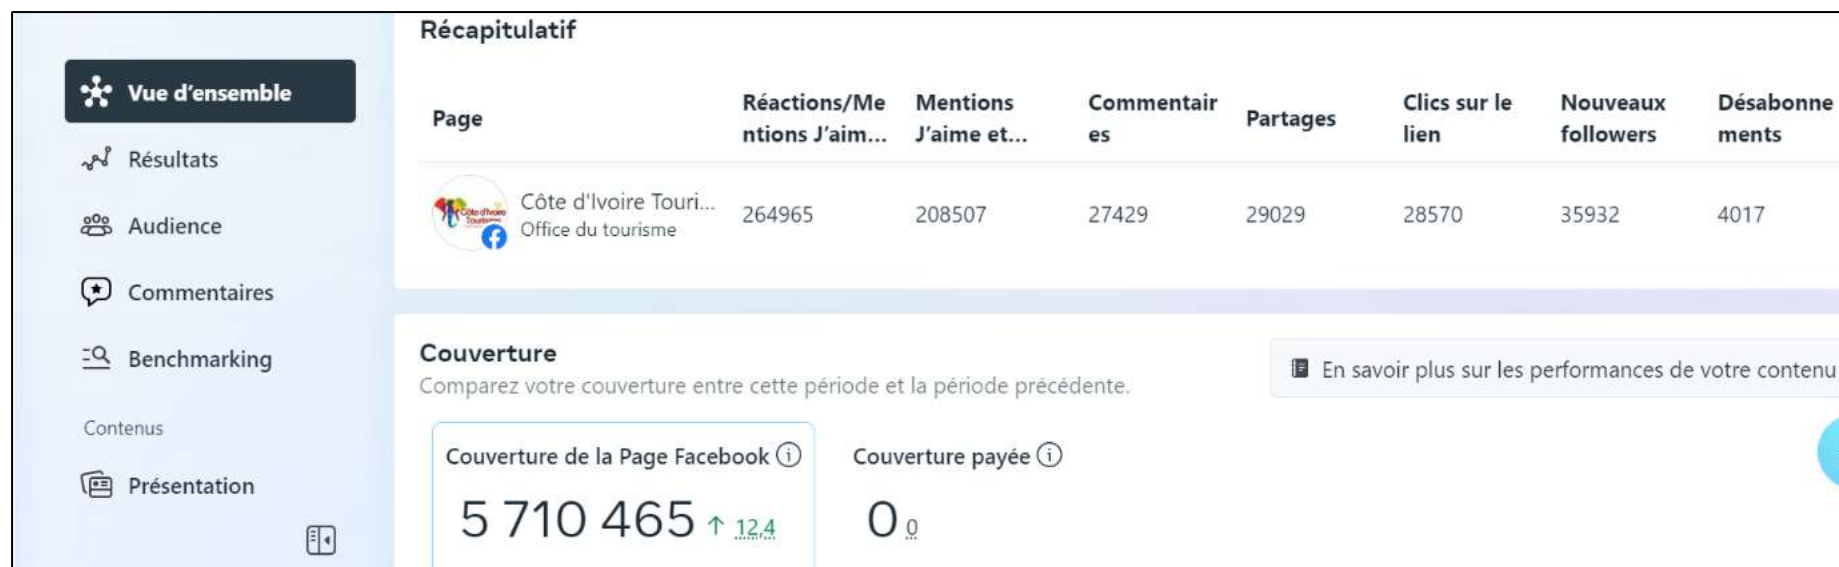 Récapitulatif
Vue d'ensemble
Résultats
Audience
Commentaires
Benchmarking
Contenus
Présentation
Page
Réactions/Me
ntions J'aim...
Mentions
J'aime et...
Commentair
es
Partages
Clics sur le
lien
Nouveaux
followers
Désabonne
ments
Côte d'Ivoire Touri...
Office du tourisme
264965
208507
27429
29029
28570
35932
4017
Couverture
Comparez votre couverture entre cette période et la période précédente.
En savoir plus sur les performances de votre contenu
Couverture de la Page Facebook
5 710 465 ↑ 12,4
Couverture payée
0 0